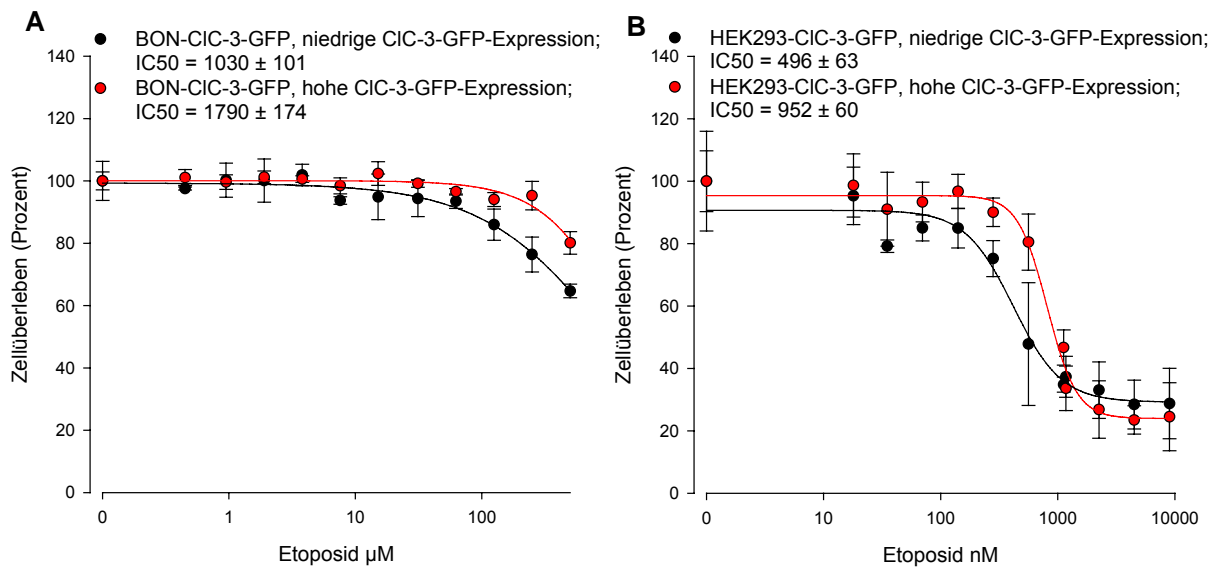 A
BON-ClC-3-GFP, niedrige ClC-3-GFP-Expression;
IC50 = 1030 ± 101
BON-ClC-3-GFP, hohe ClC-3-GFP-Expression;
IC50 = 1790 ± 174
140
120
100
80
60
40
20
0
Zellüberleben (Prozent)
0 1 10 100
Etoposid µM
B
HEK293-ClC-3-GFP, niedrige ClC-3-GFP-Expression;
IC50 = 496 ± 63
HEK293-ClC-3-GFP, hohe ClC-3-GFP-Expression;
IC50 = 952 ± 60
140
120
100
80
60
40
20
0
Zellüberleben (Prozent)
0 10 100 1000 10000
Etoposid nM